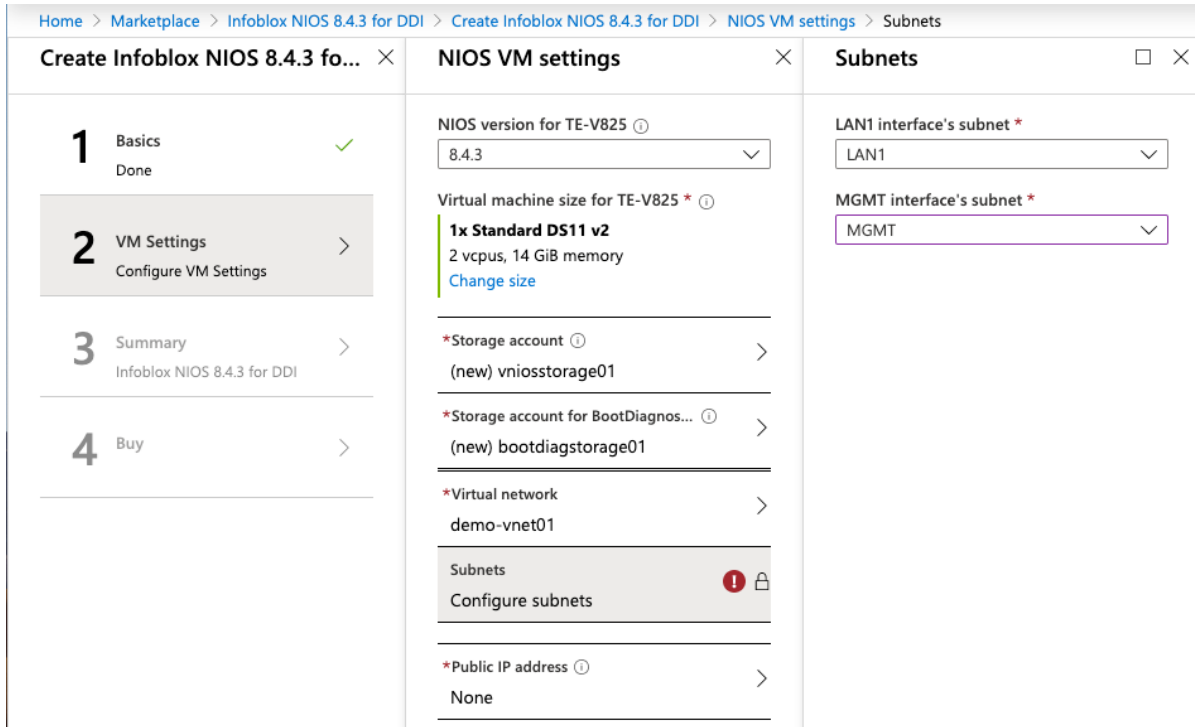 Home > Marketplace > Infoblox NIOS 8.4.3 for DDI > Create Infoblox NIOS 8.4.3 for DDI > NIOS VM settings > Subnets
Create Infoblox NIOS 8.4.3 fo...
1
Basics
Done
2
VM Settings
Configure VM Settings
3
Summary
Infoblox NIOS 8.4.3 for DDI
4
Buy
NIOS VM settings
NIOS version for TE-V825
8.4.3
Virtual machine size for TE-V825 *
1x Standard DS11 v2
2 vcpus, 14 GiB memory
Change size
*Storage account
(new) vniosstorage01
*Storage account for BootDiagnos...
(new) bootdiagstorage01
*Virtual network
demo-vnet01
Subnets
Configure subnets
*Public IP address
None
Subnets
LAN1 interface's subnet *
LAN1
MGMT interface's subnet *
MGMT